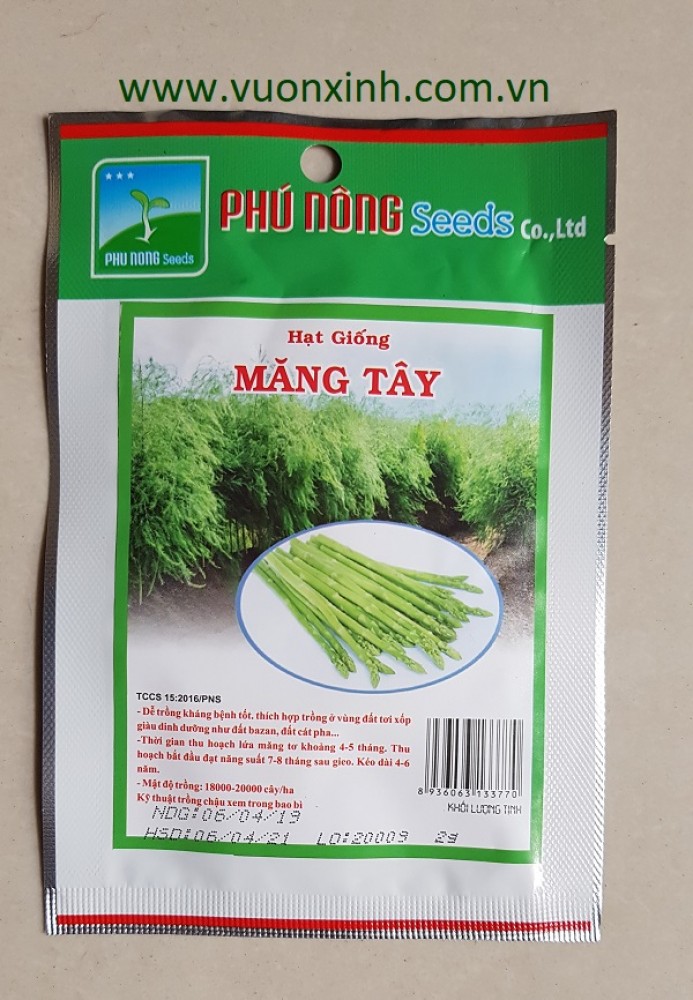 www.vuonxinh.com.vn
PHÚ NÔNG Seeds Co.,Ltd
PHU NONG Seeds
Hạt Giống
MĂNG TÂY
TCCS 15:2016/PNS
- Dễ trồng kháng bệnh tốt, thích hợp trồng ở vùng đất tơi xốp
giàu dinh dưỡng như đất bazan, đất cát pha...
-Thời gian thu hoạch lứa măng tơ khoảng 4-5 tháng. Thu
hoạch bắt đầu đạt năng suất 7-8 tháng sau gieo. Kéo dài 4-6
năm.
- Mật độ trồng: 18000-20000 cây/ha
Kỹ thuật trồng chậu xem trong bao bì
8 936063 133770
KHỐI LƯỢNG TỊNH
NDG:06/04/19
HSD:06/04/21 LO:20009 2g